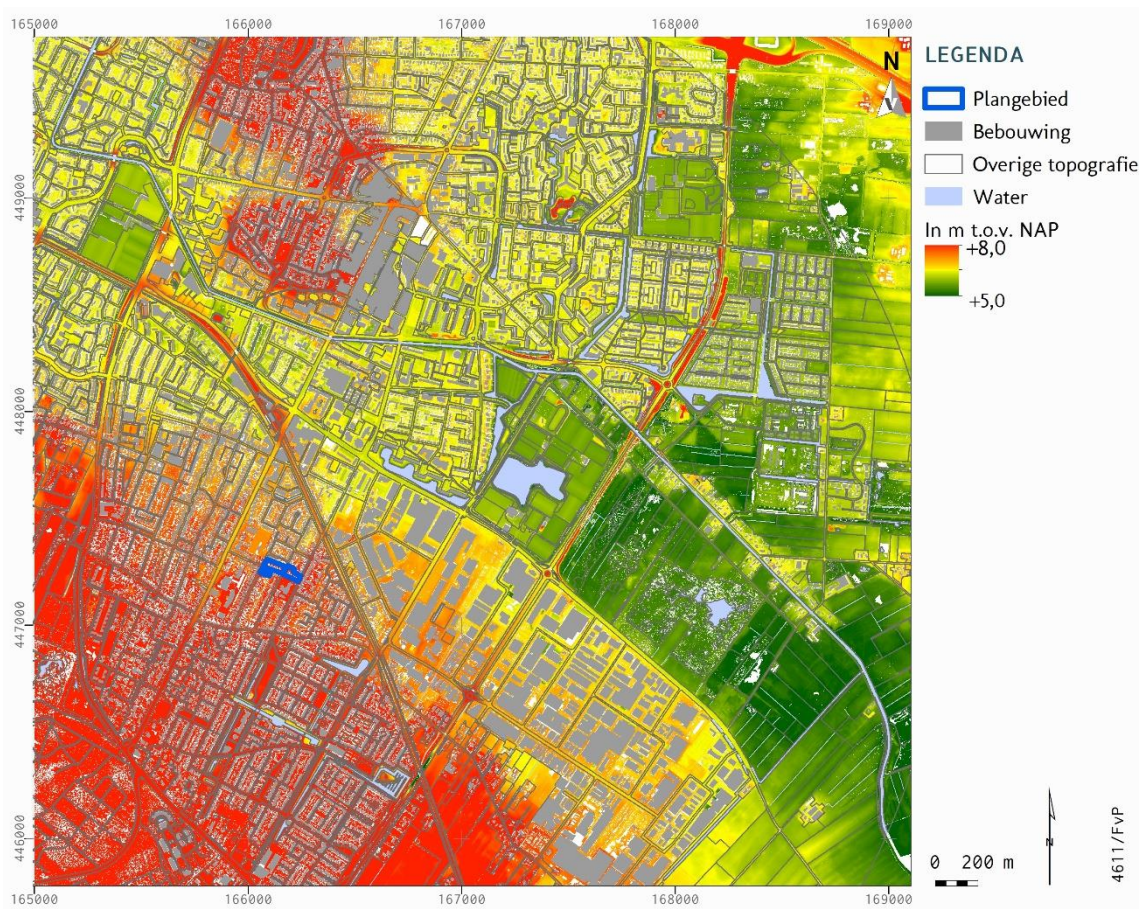 165000 166000 167000 168000 169000
N
449000
448000
447000
446000
165000 166000 167000 168000 169000
LEGENDA
Plangebied
Bebouwing
Overige topografie
Water
In m t.o.v. NAP
+8,0
+5,0
0 200 m
N
4611/FvP